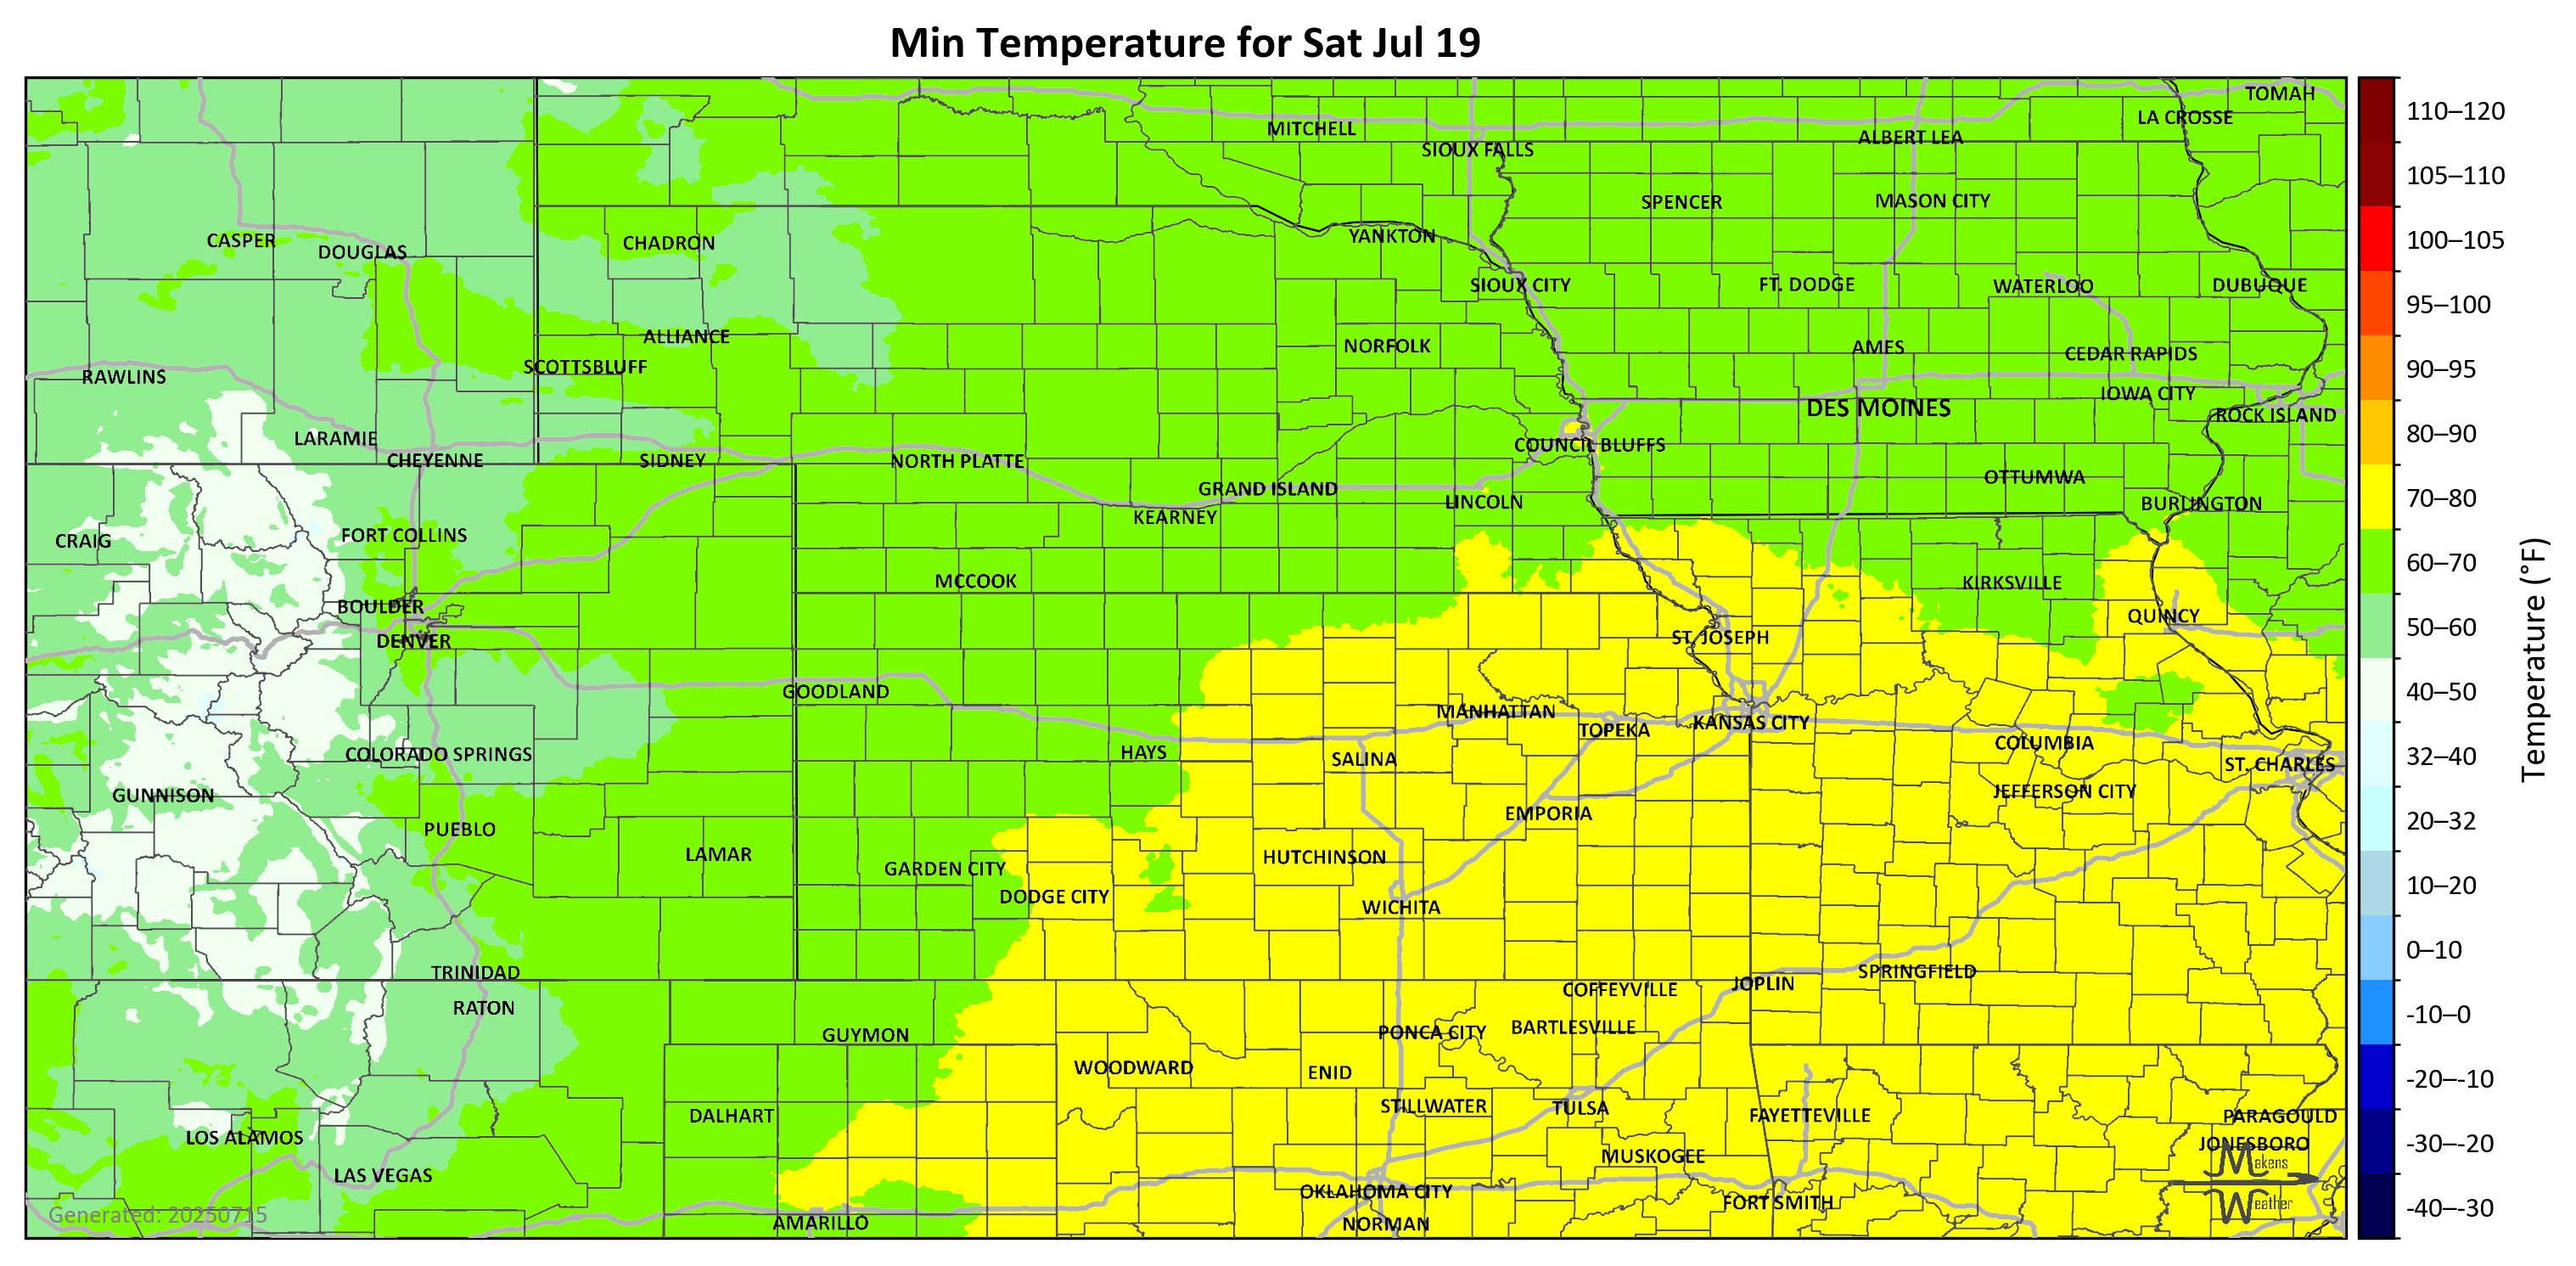 Min Temperature for Sat Jul 19
TOMAH
LA CROSSE
MITCHELL
ALBERT LEA
SIOUX FALLS
SPENCER
MASON CITY
CASPER
DOUGLAS
CHADRON
YANKTON
SIOUX CITY
FT. DODGE
WATERLOO
DUBUQUE
ALLIANCE
NORFOLK
AMES
CEDAR RAPIDS
SCOTTSBLUFF
RAWLINS
IOWA CITY
DES MOINES
ROCK ISLAND
LARAMIE
COUNCIL BLUFFS
CHEYENNE
SIDNEY
NORTH PLATTE
OTTUMWA
GRAND ISLAND
LINCOLN
BURLINGTON
KEARNEY
FORT COLLINS
CRAIG
MCCOOK
KIRKSVILLE
BOULDER
QUINCY
DENVER
ST. JOSEPH
GOODLAND
MANHATTAN
KANSAS CITY
TOPEKA
COLUMBIA
COLORADO SPRINGS
HAYS
SALINA
ST. CHARLES
GUNNISON
JEFFERSON CITY
EMPORIA
PUEBLO
LAMAR
HUTCHINSON
GARDEN CITY
DODGE CITY
WICHITA
TRINIDAD
SPRINGFIELD
JOPLIN
COFFEYVILLE
RATON
BARTLESVILLE
PONCA CITY
GUYMON
WOODWARD
ENID
STILLWATER
TULSA
DALHART
FAYETTEVILLE
PARAGOULD
LOS ALAMOS
JONESBORO
MUSKOGEE
LAS VEGAS
OKLAHOMA CITY
FORT SMITH
AMARILLO
NORMAN
Generated: 20250715
Makens
Weather
110–120
105–110
100–105
95–100
90–95
80–90
70–80
60–70
50–60
40–50
32–40
20–32
10–20
0–10
-10–0
-20–-10
-30–-20
-40–-30
Temperature (°F)